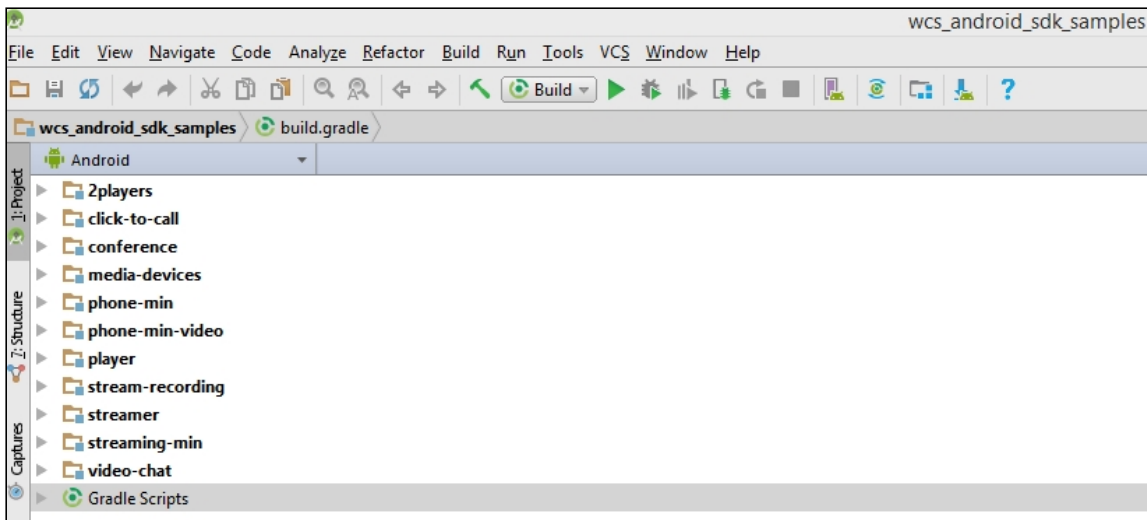 wcs_android_sdk_samples
File Edit View Navigate Code Analyze Refactor Build Run Tools VCS Window Help
Build
wcs_android_sdk_samples build.gradle
Android
1: Project
2players
click-to-call
conference
media-devices
phone-min
7: Structure
phone-min-video
player
stream-recording
streamer
Captures
streaming-min
video-chat
Gradle Scripts